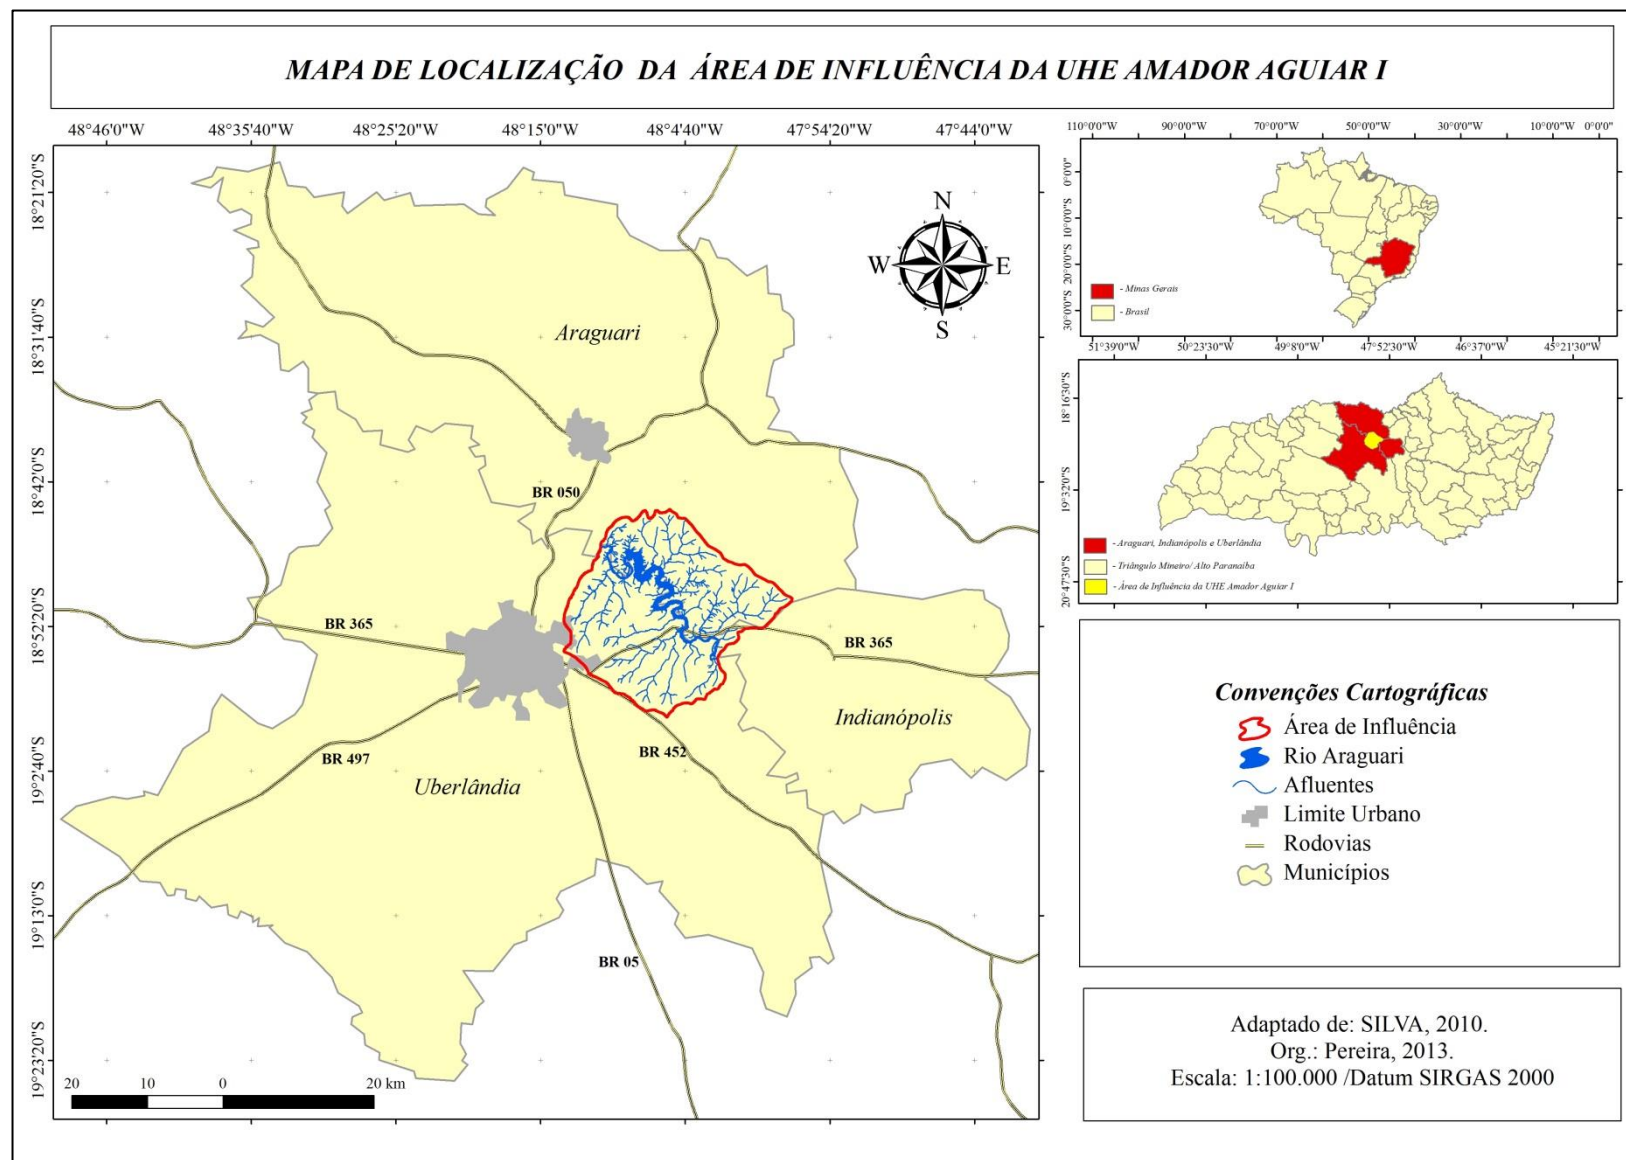 MAPA DE LOCALIZAÇÃO DA ÁREA DE INFLUÊNCIA DA UHE AMADOR AGUIAR I
48°46'0"W 48°35'40"W 48°25'20"W 48°15'0"W 48°4'40"W 47°54'20"W 47°44'0"W
18°21'20"S
18°31'40"S
18°42'0"S
18°52'20"S
19°2'40"S
19°13'0"S
19°23'20"S
N
W E
S
Araguari
BR 050
BR 365
BR 365
Indianópolis
BR 497
BR 452
Uberlândia
BR 05
20 10 0 20 km
110°0'0"W 90°0'0"W 70°0'0"W 50°0'0"W 30°0'0"W 10°0'0"W 0°0'0"
0°0'0"
10°0'0"S
20°0'0"S
30°0'0"S
- Minas Gerais
- Brasil
51°39'0"W 50°23'30"W 49°8'0"W 47°52'30"W 46°37'0"W 45°21'30"W
18°16'30"S
19°32'0"S
20°47'30"S
- Araguari, Indianópolis e Uberlândia
- Triângulo Mineiro/ Alto Paranaíba
- Área de Influência da UHE Amador Aguiar I
Convenções Cartográficas
Área de Influência
Rio Araguari
Afluentes
Limite Urbano
Rodovias
Municípios
Adaptado de: SILVA, 2010.
Org.: Pereira, 2013.
Escala: 1:100.000 /Datum SIRGAS 2000